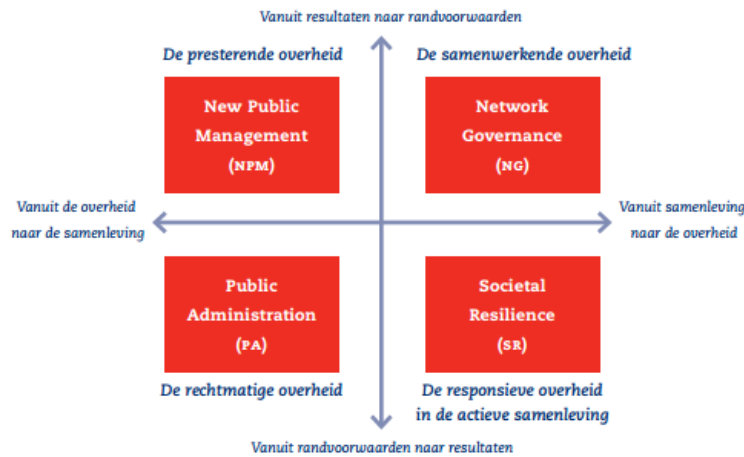 Vanuit resultaten naar randvoorwaarden
De presterende overheid
De samenwerkende overheid
New Public
Management
(NPM)
Network
Governance
(NG)
Vanuit de overheid
naar de samenleving
Vanuit samenleving
naar de overheid
Public
Administration
(PA)
Societal
Resilience
(SR)
De rechtmatige overheid
De responsieve overheid
in de actieve samenleving
Vanuit randvoorwaarden naar resultaten